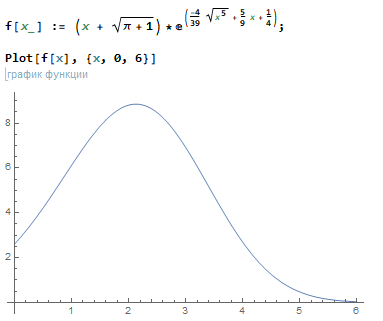 f[x_] := (x + √(π + 1)) * e^(-4/39 √(x^5) + 5/9 x + 1/4);
Plot[f[x], {x, 0, 6}]
график функции
8
6
4
2
1 2 3 4 5 6